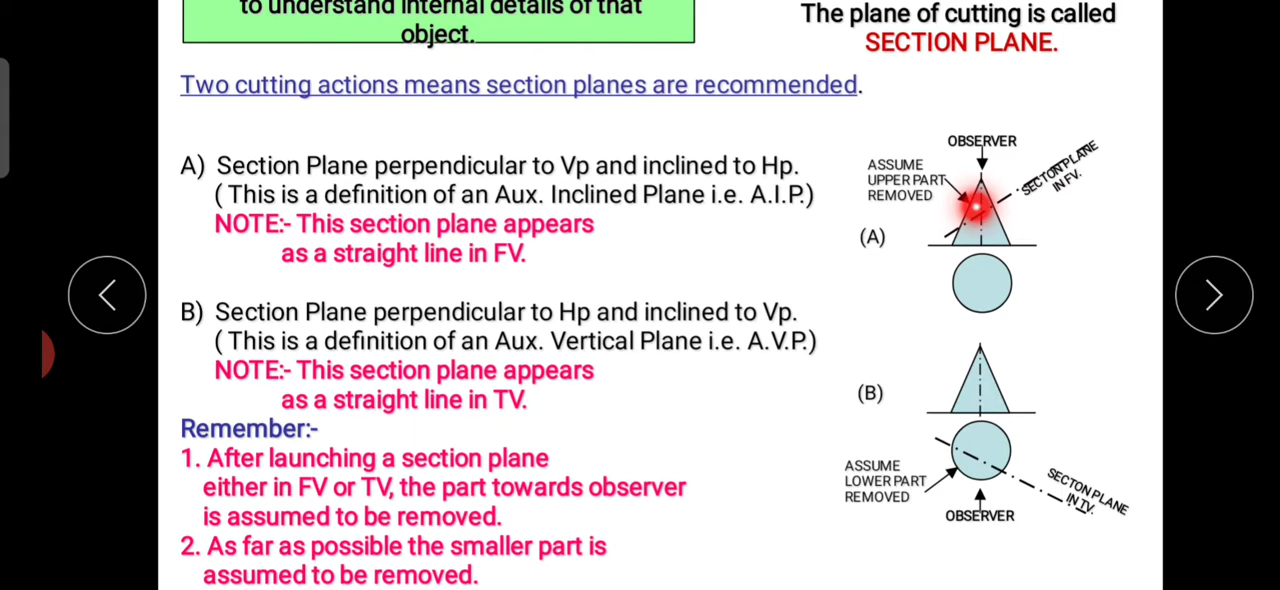 to understand internal details of that
object.
The plane of cutting is called
SECTION PLANE.
Two cutting actions means section planes are recommended.
A) Section Plane perpendicular to Vp and inclined to Hp.
( This is a definition of an Aux. Inclined Plane i.e. A.I.P.)
NOTE:- This section plane appears
as a straight line in FV.
B) Section Plane perpendicular to Hp and inclined to Vp.
( This is a definition of an Aux. Vertical Plane i.e. A.V.P.)
NOTE:- This section plane appears
as a straight line in TV.
Remember:-
1. After launching a section plane
either in FV or TV, the part towards observer
is assumed to be removed.
2. As far as possible the smaller part is
assumed to be removed.
OBSERVER
ASSUME
UPPER PART
REMOVED
SECTON PLANE
IN FV.
(A)
(B)
ASSUME
LOWER PART
REMOVED
OBSERVER
SECTON PLANE
IN TV.